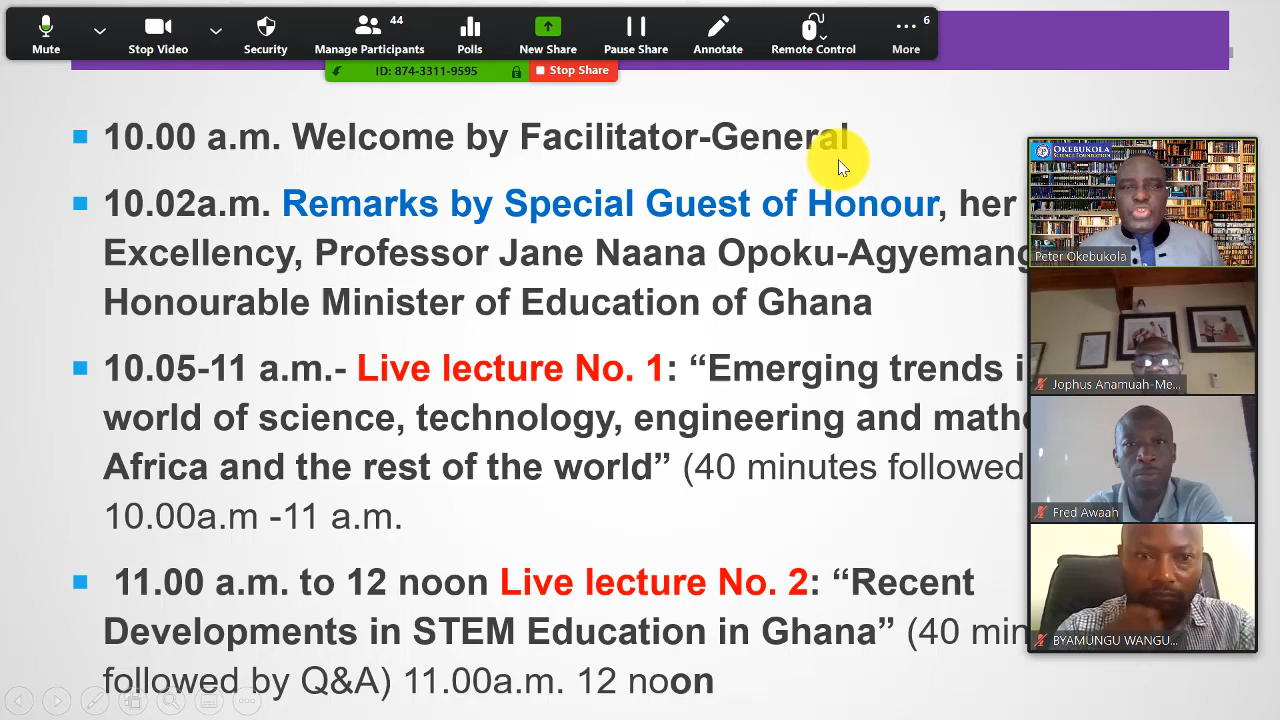 Mute
Stop Video
Security
Manage Participants
44
Polls
New Share
Pause Share
Annotate
Remote Control
More
6
ID: 874-3311-9595
Stop Share
10.00 a.m. Welcome by Facilitator-General
10.02a.m. Remarks by Special Guest of Honour, her
Excellency, Professor Jane Naana Opoku-Agyemang
Honourable Minister of Education of Ghana
10.05-11 a.m.- Live lecture No. 1: “Emerging trends i
world of science, technology, engineering and mathe
Africa and the rest of the world” (40 minutes followed
10.00a.m -11 a.m.
11.00 a.m. to 12 noon Live lecture No. 2: “Recent
Developments in STEM Education in Ghana” (40 min
followed by Q&A) 11.00a.m. 12 noon
OKEBUKOLA
SCIENCE FOUNDATION
Peter Okebukola
Jophus Anamuah-Me...
Fred Awaah
BYAMUNGU WANGU...